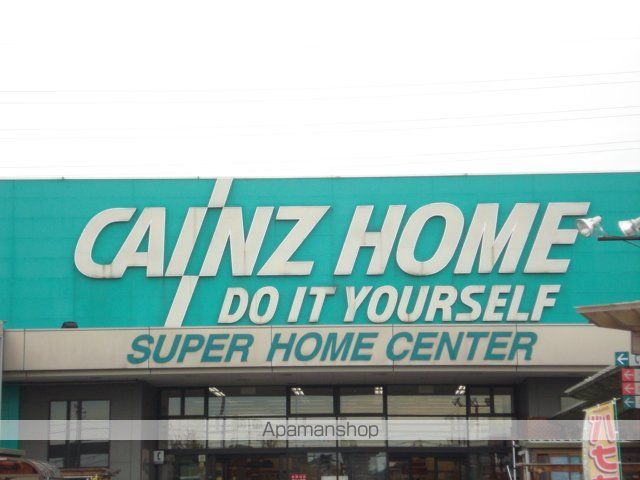 CAINZ HOME
DO IT YOURSELF
SUPER HOME CENTER
Apamanshop